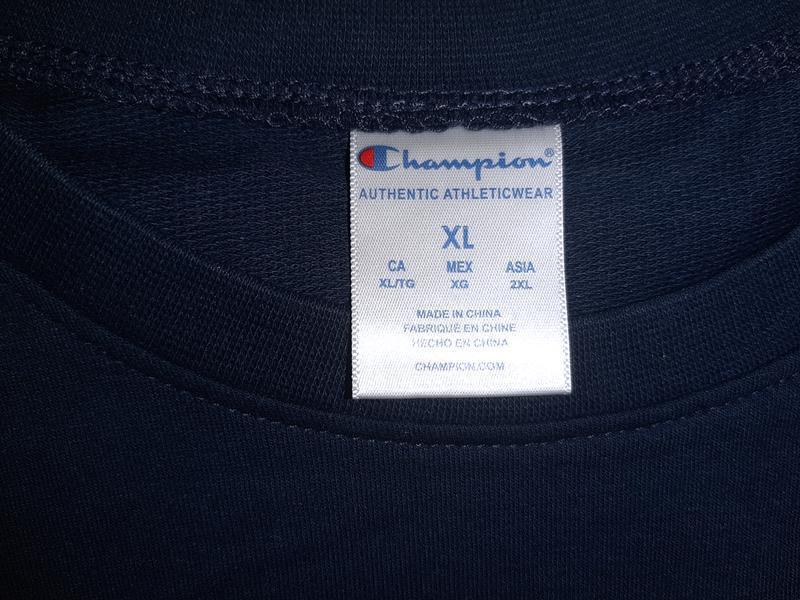 Champion®
AUTHENTIC ATHLETICWEAR
XL
CA MEX ASIA
XL/TG XG 2XL
MADE IN CHINA
FABRIQUÉ EN CHINE
HECHO EN CHINA
CHAMPION.COM